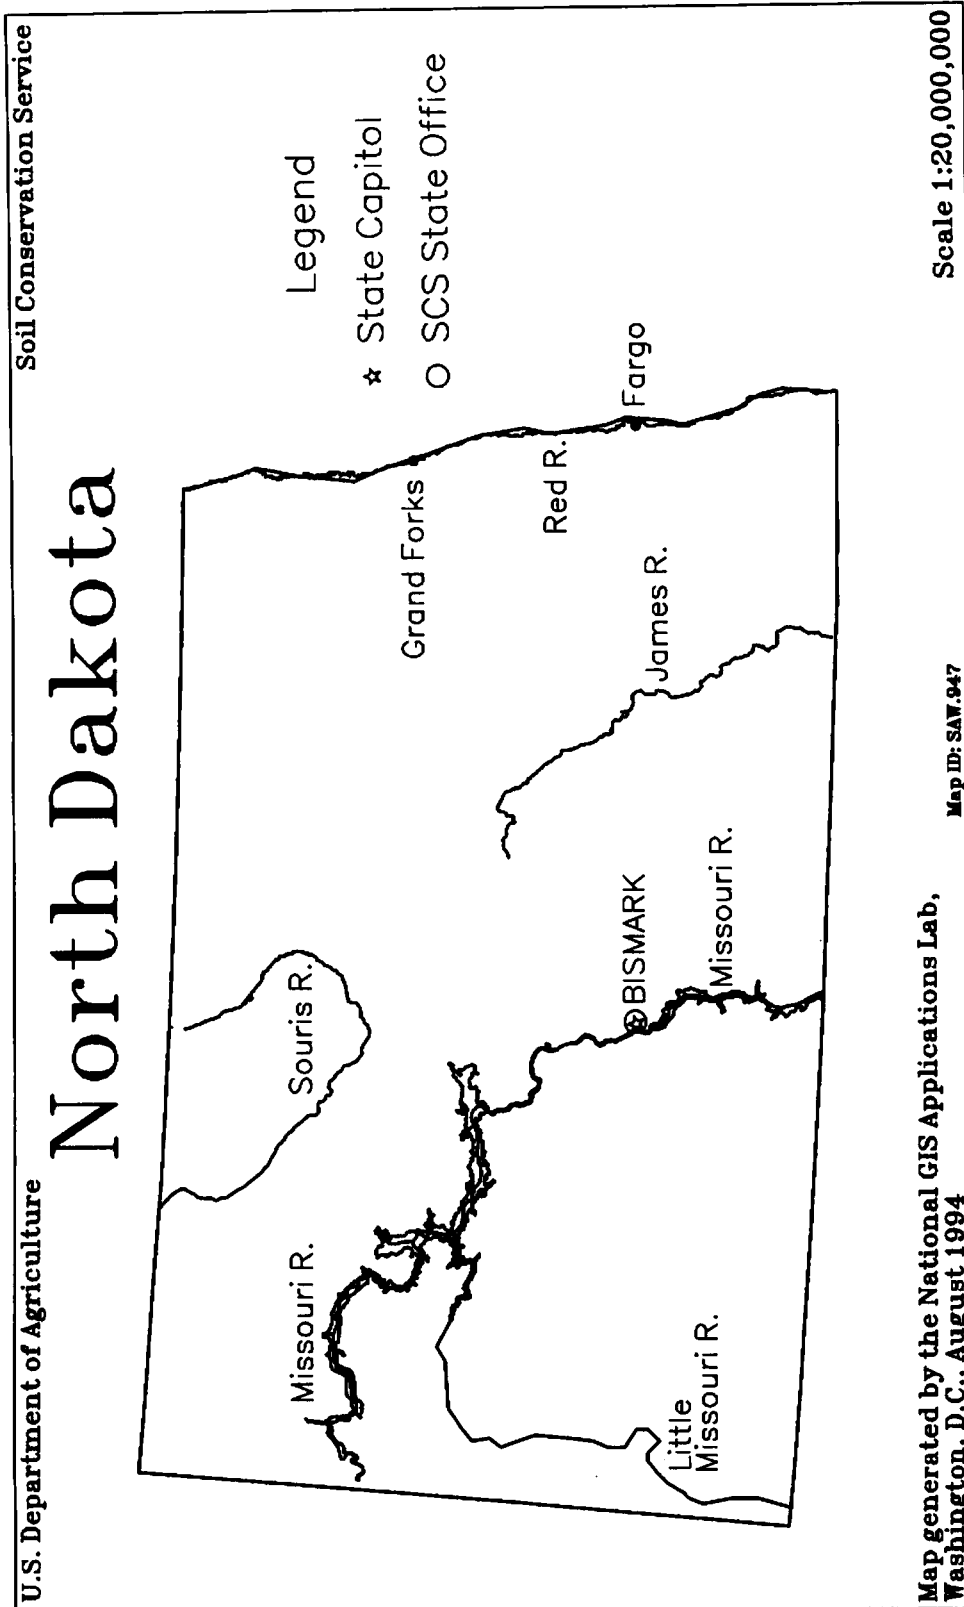 U.S. Department of Agriculture
Soil Conservation Service
North Dakota
Legend
☆ State Capitol
○ SCS State Office
Souris R.
Missouri R.
Grand Forks
Red R.
Fargo
James R.
BISMARK
Missouri R.
Little
Missouri R.
Map generated by the National GIS Applications Lab,
Washington, D.C., August 1994
Map ID: SAW.947
Scale 1:20,000,000